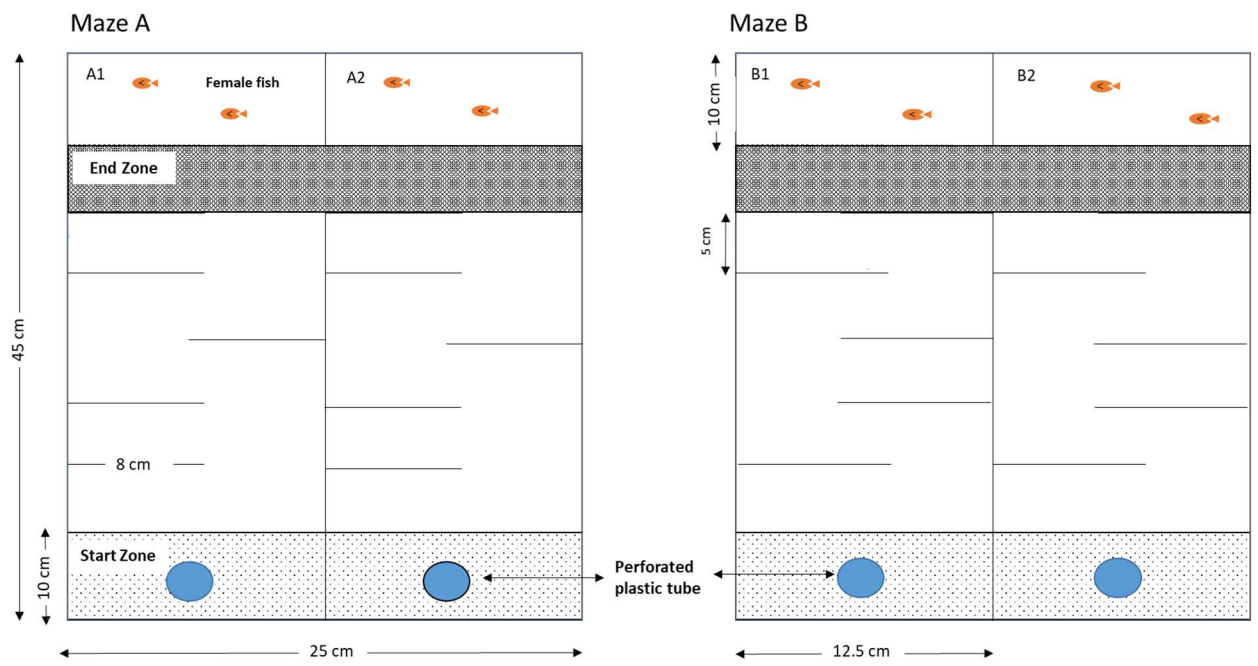 Maze A
Maze B
A1
Female fish
A2
B1
B2
10 cm
End Zone
5 cm
45 cm
8 cm
Start Zone
10 cm
Perforated
plastic tube
25 cm
12.5 cm